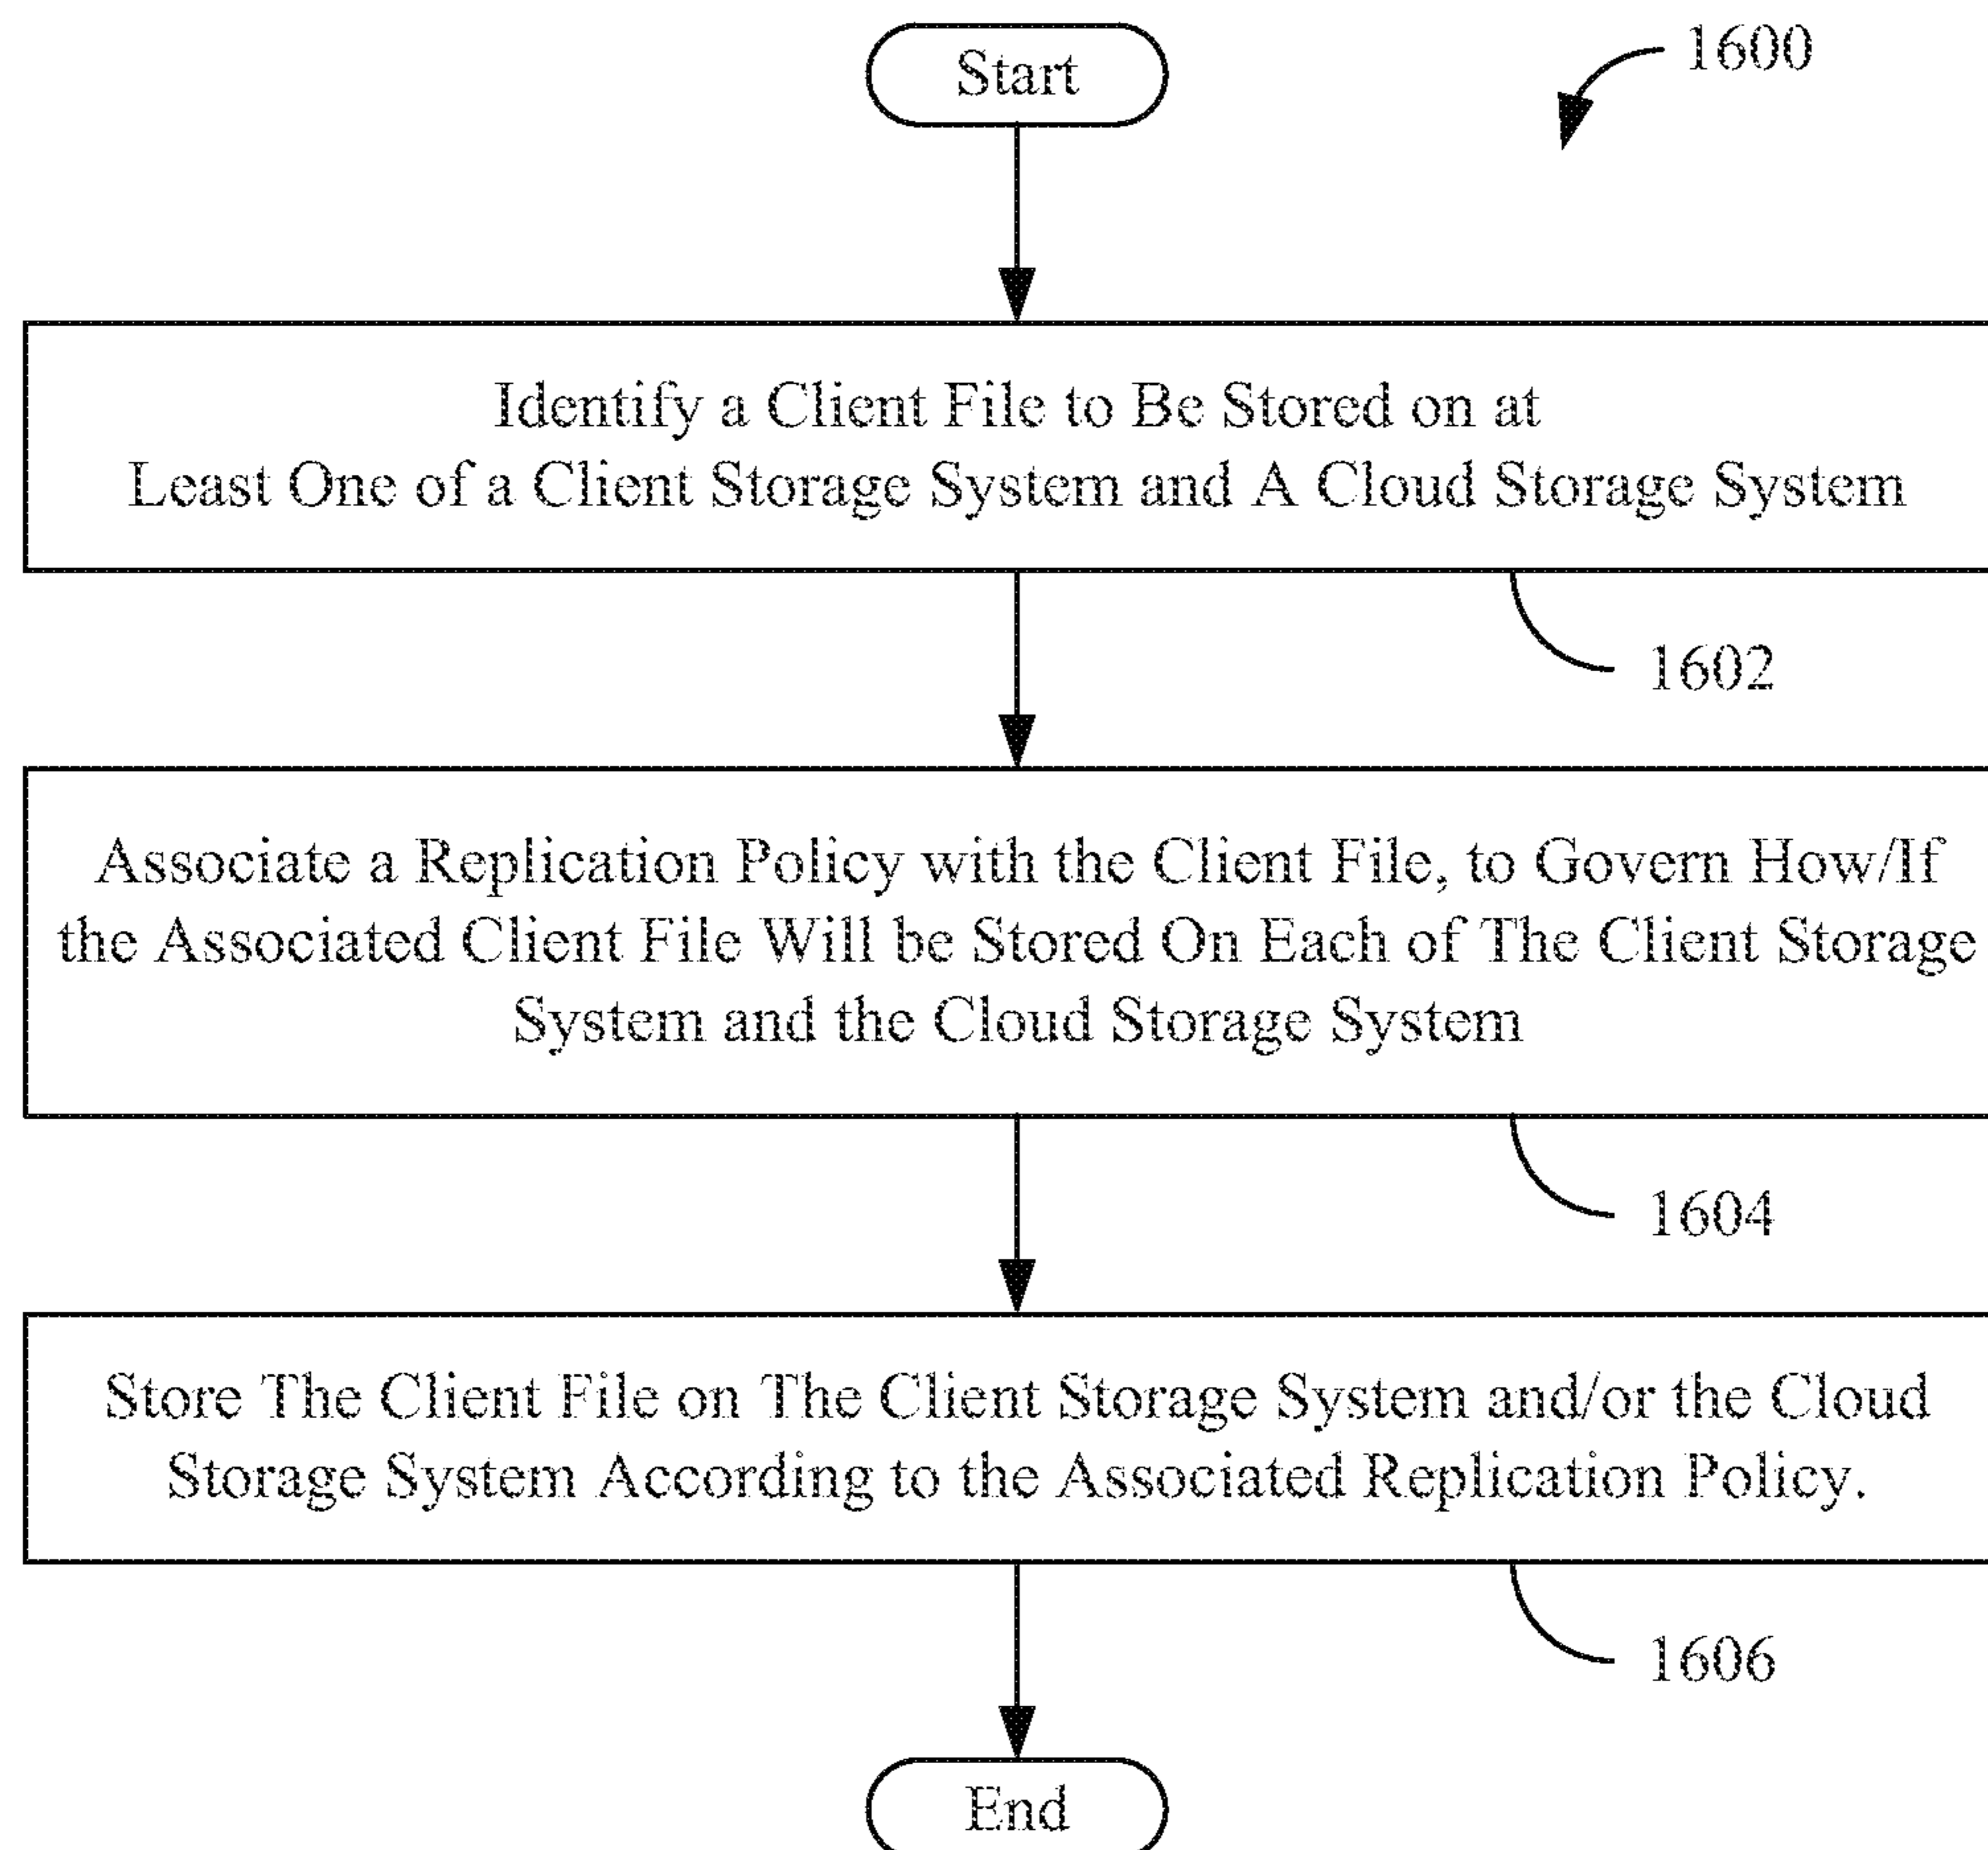 Start
1600
Identify a Client File to Be Stored on at
Least One of a Client Storage System and A Cloud Storage System
1602
Associate a Replication Policy with the Client File, to Govern How/If
the Associated Client File Will be Stored On Each of The Client Storage
System and the Cloud Storage System
1604
Store The Client File on The Client Storage System and/or the Cloud
Storage System According to the Associated Replication Policy.
1606
End